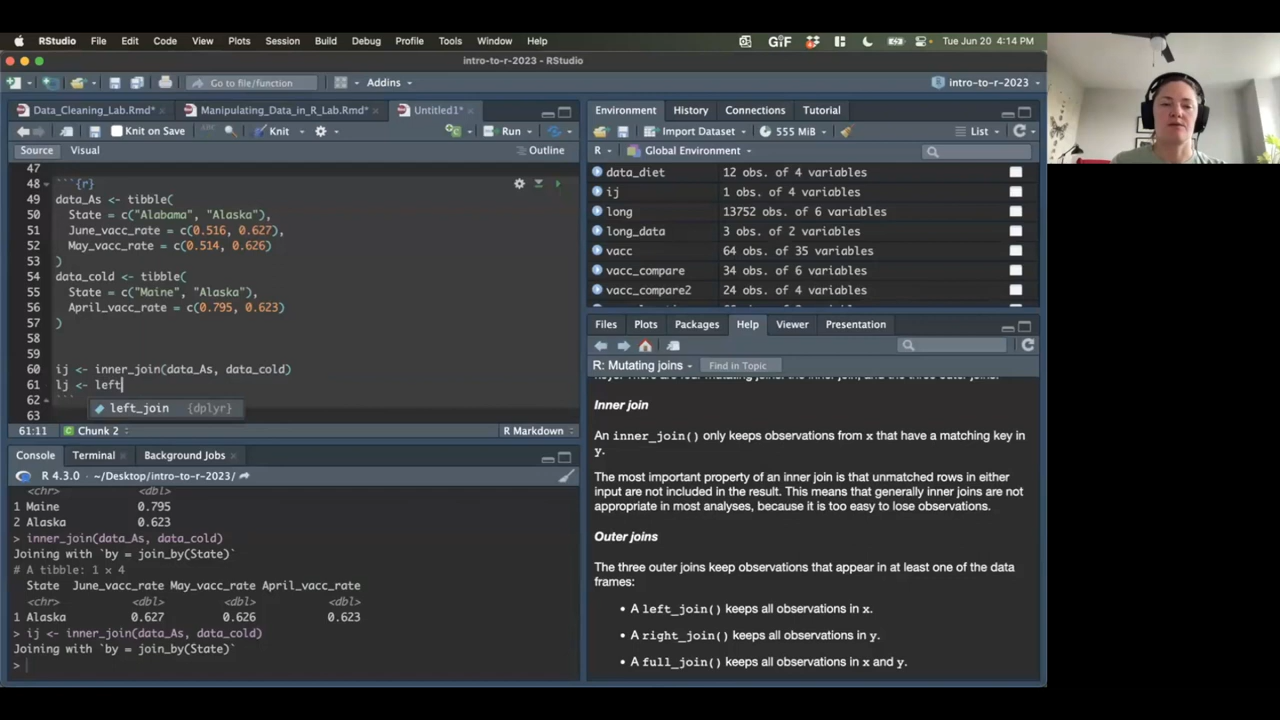 RStudio File Edit Code View Plots Session Build Debug Profile Tools Window Help GIF Tue Jun 20 4:14 PM
intro-to-r-2023 - RStudio
Go to file/function Addins intro-to-r-2023
Data_Cleaning_Lab.Rmd* Manipulating_Data_in_R_Lab.Rmd* Untitled1*
Knit on Save Knit Run
Source Visual Outline
47
48 ```{r}
49 data_As <- tibble(
50 State = c("Alabama", "Alaska"),
51 June_vacc_rate = c(0.516, 0.627),
52 May_vacc_rate = c(0.514, 0.626)
53 )
54 data_cold <- tibble(
55 State = c("Maine", "Alaska"),
56 April_vacc_rate = c(0.795, 0.623)
57 )
58
59
60 ij <- inner_join(data_As, data_cold)
61 lj <- left
62 ```
left_join {dplyr}
63
61:11 Chunk 2 R Markdown
Console Terminal Background Jobs
R 4.3.0 · ~/Desktop/intro-to-r-2023/
<chr> <dbl>
1 Maine 0.795
2 Alaska 0.623
> inner_join(data_As, data_cold)
Joining with `by = join_by(State)`
# A tibble: 1 × 4
State June_vacc_rate May_vacc_rate April_vacc_rate
<chr> <dbl> <dbl> <dbl>
1 Alaska 0.627 0.626 0.623
> ij <- inner_join(data_As, data_cold)
Joining with `by = join_by(State)`
>
Environment History Connections Tutorial
Import Dataset 555 MiB List
R Global Environment
data_diet 12 obs. of 4 variables
ij 1 obs. of 4 variables
long 13752 obs. of 6 variables
long_data 3 obs. of 2 variables
vacc 64 obs. of 35 variables
vacc_compare 34 obs. of 6 variables
vacc_compare2 24 obs. of 4 variables
Files Plots Packages Help Viewer Presentation
R: Mutating joins Find in Topic
keys. There are four mutating joins: the inner join, and the three outer joins.
Inner join
An inner_join() only keeps observations from x that have a matching key in
y.
The most important property of an inner join is that unmatched rows in either
input are not included in the result. This means that generally inner joins are not
appropriate in most analyses, because it is too easy to lose observations.
Outer joins
The three outer joins keep observations that appear in at least one of the data
frames:
• A left_join() keeps all observations in x.
• A right_join() keeps all observations in y.
• A full_join() keeps all observations in x and y.